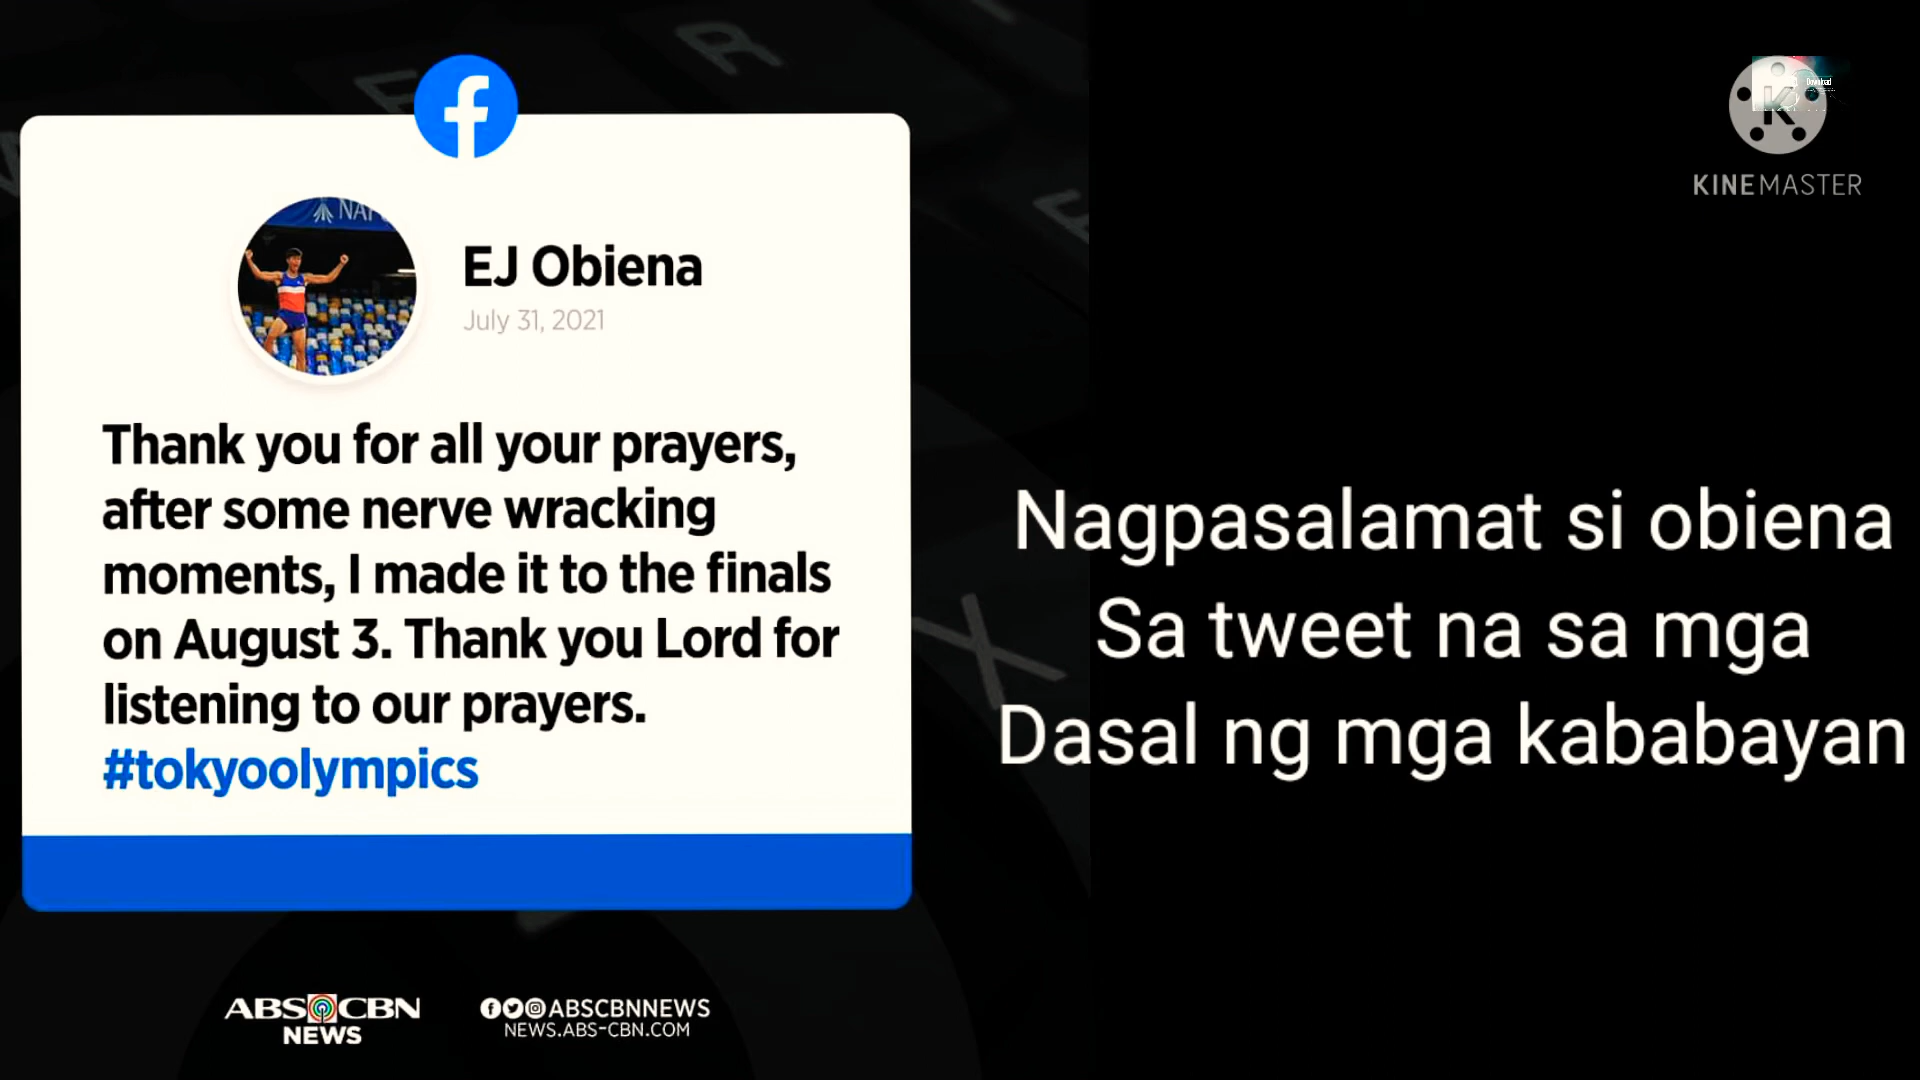 EJ Obiena
July 31, 2021
Thank you for all your prayers,
after some nerve wracking
moments, I made it to the finals
on August 3. Thank you Lord for
listening to our prayers.
#tokyoolympics
ABS CBN
NEWS
ABSCBNNEWS
NEWS.ABS-CBN.COM
Download
K
KINEMASTER
Nagpasalamat si obiena
Sa tweet na sa mga
Dasal ng mga kababayan